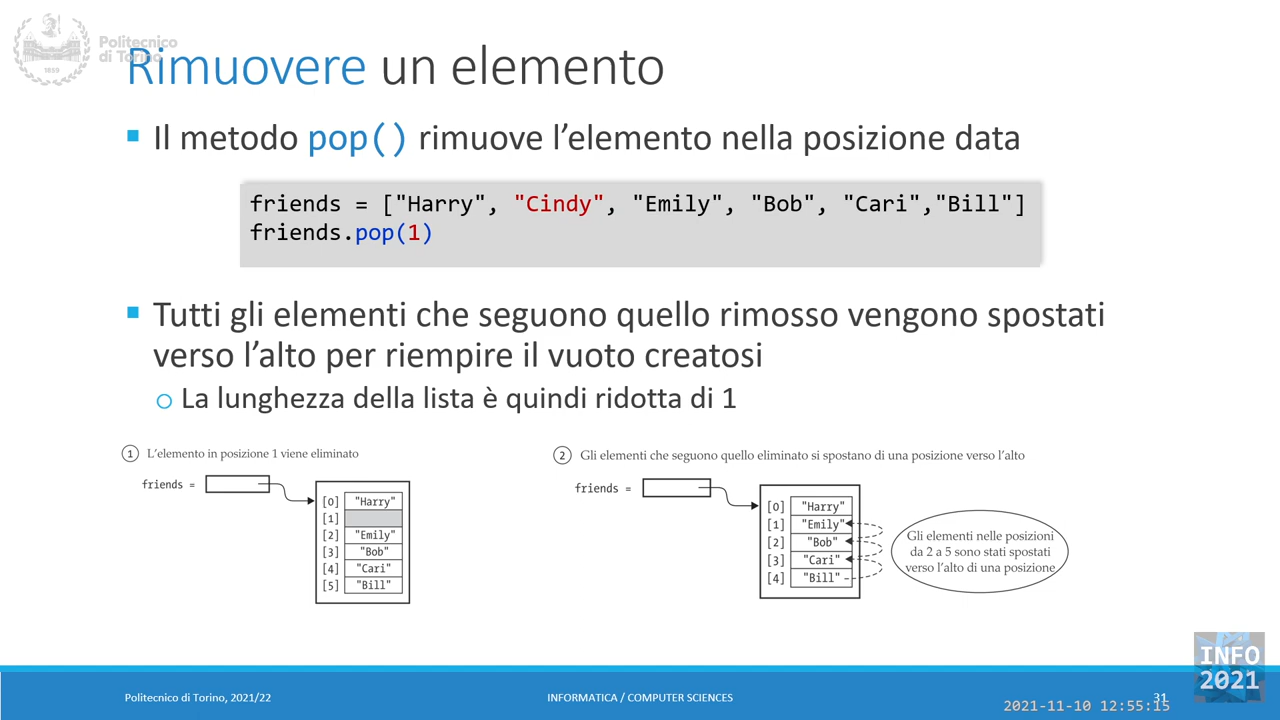 Politecnico
di Torino
1859
Rimuovere un elemento
Il metodo pop() rimuove l’elemento nella posizione data
friends = ["Harry", "Cindy", "Emily", "Bob", "Cari","Bill"]
friends.pop(1)
Tutti gli elementi che seguono quello rimosso vengono spostati
verso l’alto per riempire il vuoto creatosi
La lunghezza della lista è quindi ridotta di 1
1 L’elemento in posizione 1 viene eliminato
friends =
[0] "Harry"
[1]
[2] "Emily"
[3] "Bob"
[4] "Cari"
[5] "Bill"
2 Gli elementi che seguono quello eliminato si spostano di una posizione verso l’alto
friends =
[0] "Harry"
[1] "Emily"
[2] "Bob"
[3] "Cari"
[4] "Bill"
Gli elementi nelle posizioni
da 2 a 5 sono stati spostati
verso l’alto di una posizione
INFO
2021
Politecnico di Torino, 2021/22
INFORMATICA / COMPUTER SCIENCES
31
2021-11-10 12:55:15